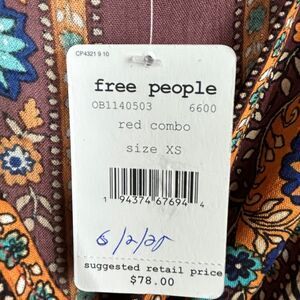 CP4321 9 10
free people
OB1140503 6600
red combo
size XS
1 94374 67694 4
6/2/25
suggested retail price
$78.00